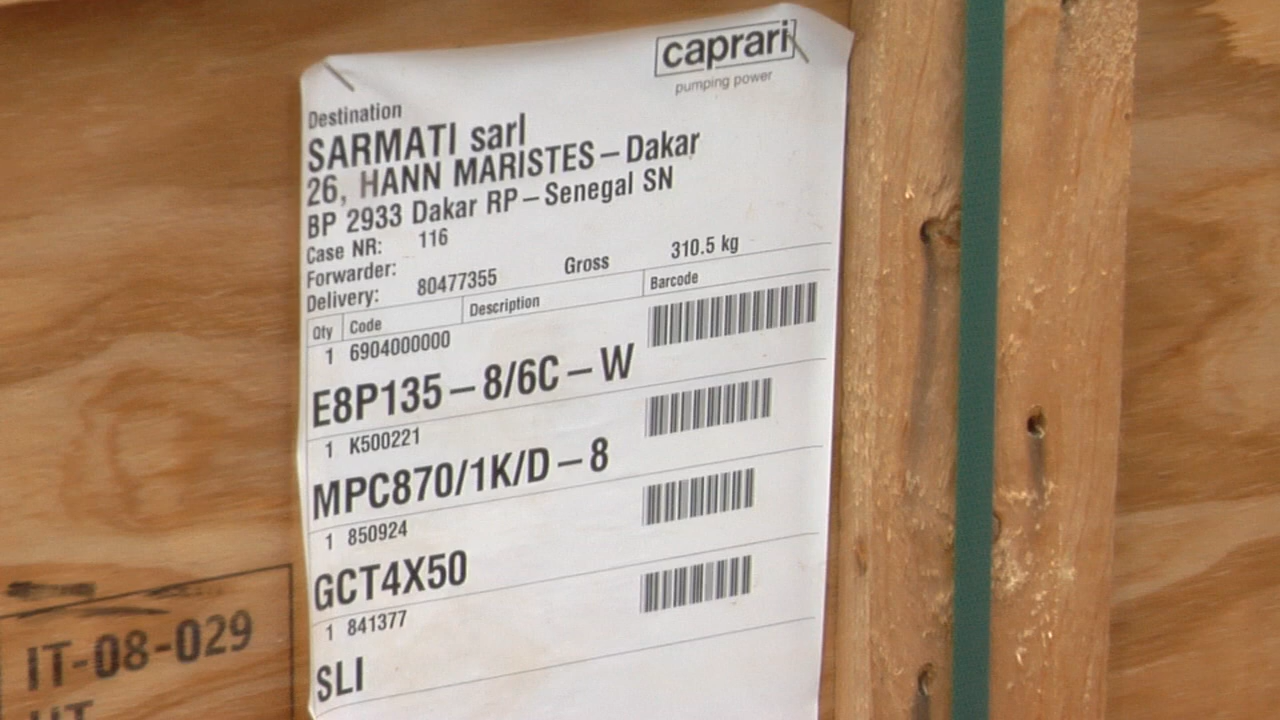 caprari
pumping power
Destination
SARMATI sarl
26, HANN MARISTES – Dakar
BP 2933 Dakar RP – Senegal SN
Case NR: 116
Forwarder:
Delivery: 80477355 Gross 310.5 kg
Qty Code Description Barcode
1 6904000000
E8P135 – 8/6C – W
1 K500221
MPC870/1K/D – 8
1 850924
GCT4X50
1 841377
SLI
IT-08-029
HT